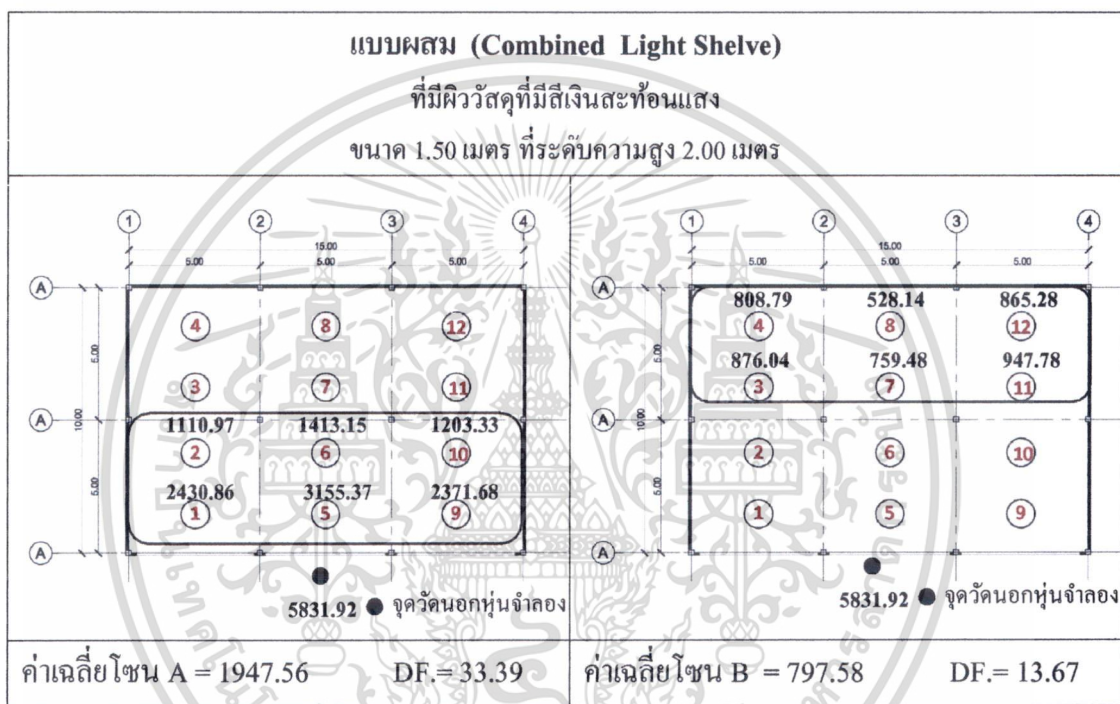 แบบผสม (Combined Light Shelve)
ที่มีผิววัสดุที่มีสีเงินสะท้อนแสง
ขนาด 1.50 เมตร ที่ระดับความสูง 2.00 เมตร
1 2 3 4
15.00
5.00 5.00 5.00
A
4 8 12
5.00
3 7 11
10.00
A
1110.97 1413.15 1203.33
2 6 10
5.00
2430.86 3155.37 2371.68
1 5 9
A
5831.92 จุดวัดนอกหุ่นจำลอง
ค่าเฉลี่ยโซน A = 1947.56 DF.= 33.39
1 2 3 4
15.00
5.00 5.00 5.00
A
808.79 528.14 865.28
4 8 12
5.00
876.04 759.48 947.78
3 7 11
10.00
A
2 6 10
5.00
1 5 9
A
5831.92 จุดวัดนอกหุ่นจำลอง
ค่าเฉลี่ยโซน B = 797.58 DF.= 13.67